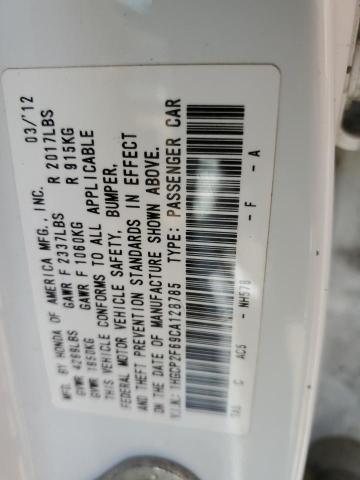 MFD. BY HONDA OF AMERICA MFG., INC. 03/'12
GVWR 4269LBS GAWR F 2337LBS R 2017LBS
GVWR 1950KG GAWR F 1060KG R 915KG
THIS VEHICLE CONFORMS TO ALL APPLICABLE
FEDERAL MOTOR VEHICLE SAFETY, BUMPER,
AND THEFT PREVENTION STANDARDS IN EFFECT
ON THE DATE OF MANUFACTURE SHOWN ABOVE.
V.I.N.: 1HGCP2F69CA128785 TYPE: PASSENGER CAR
C AC5 NH578 - F - A